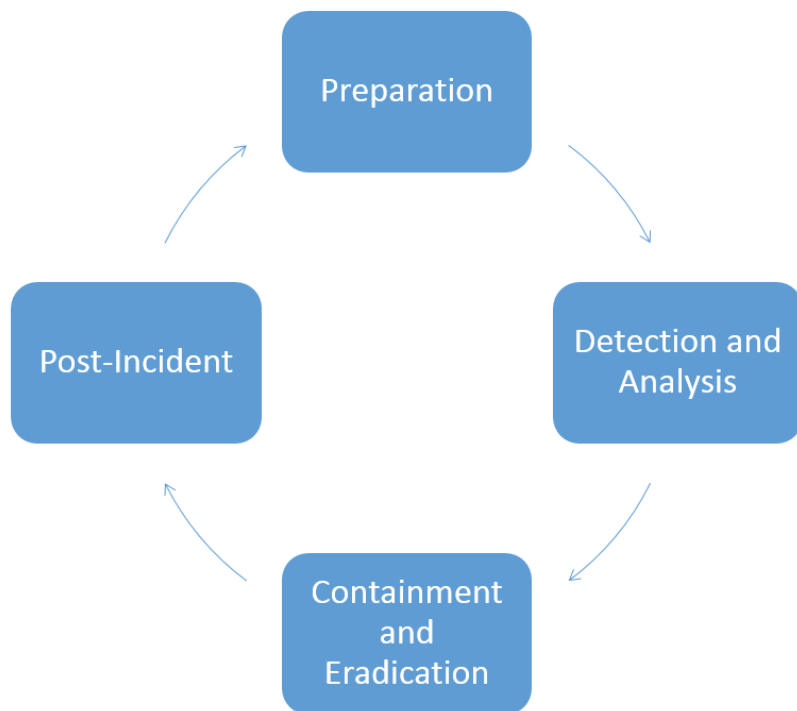 Preparation
Detection and
Analysis
Containment
and
Eradication
Post-Incident